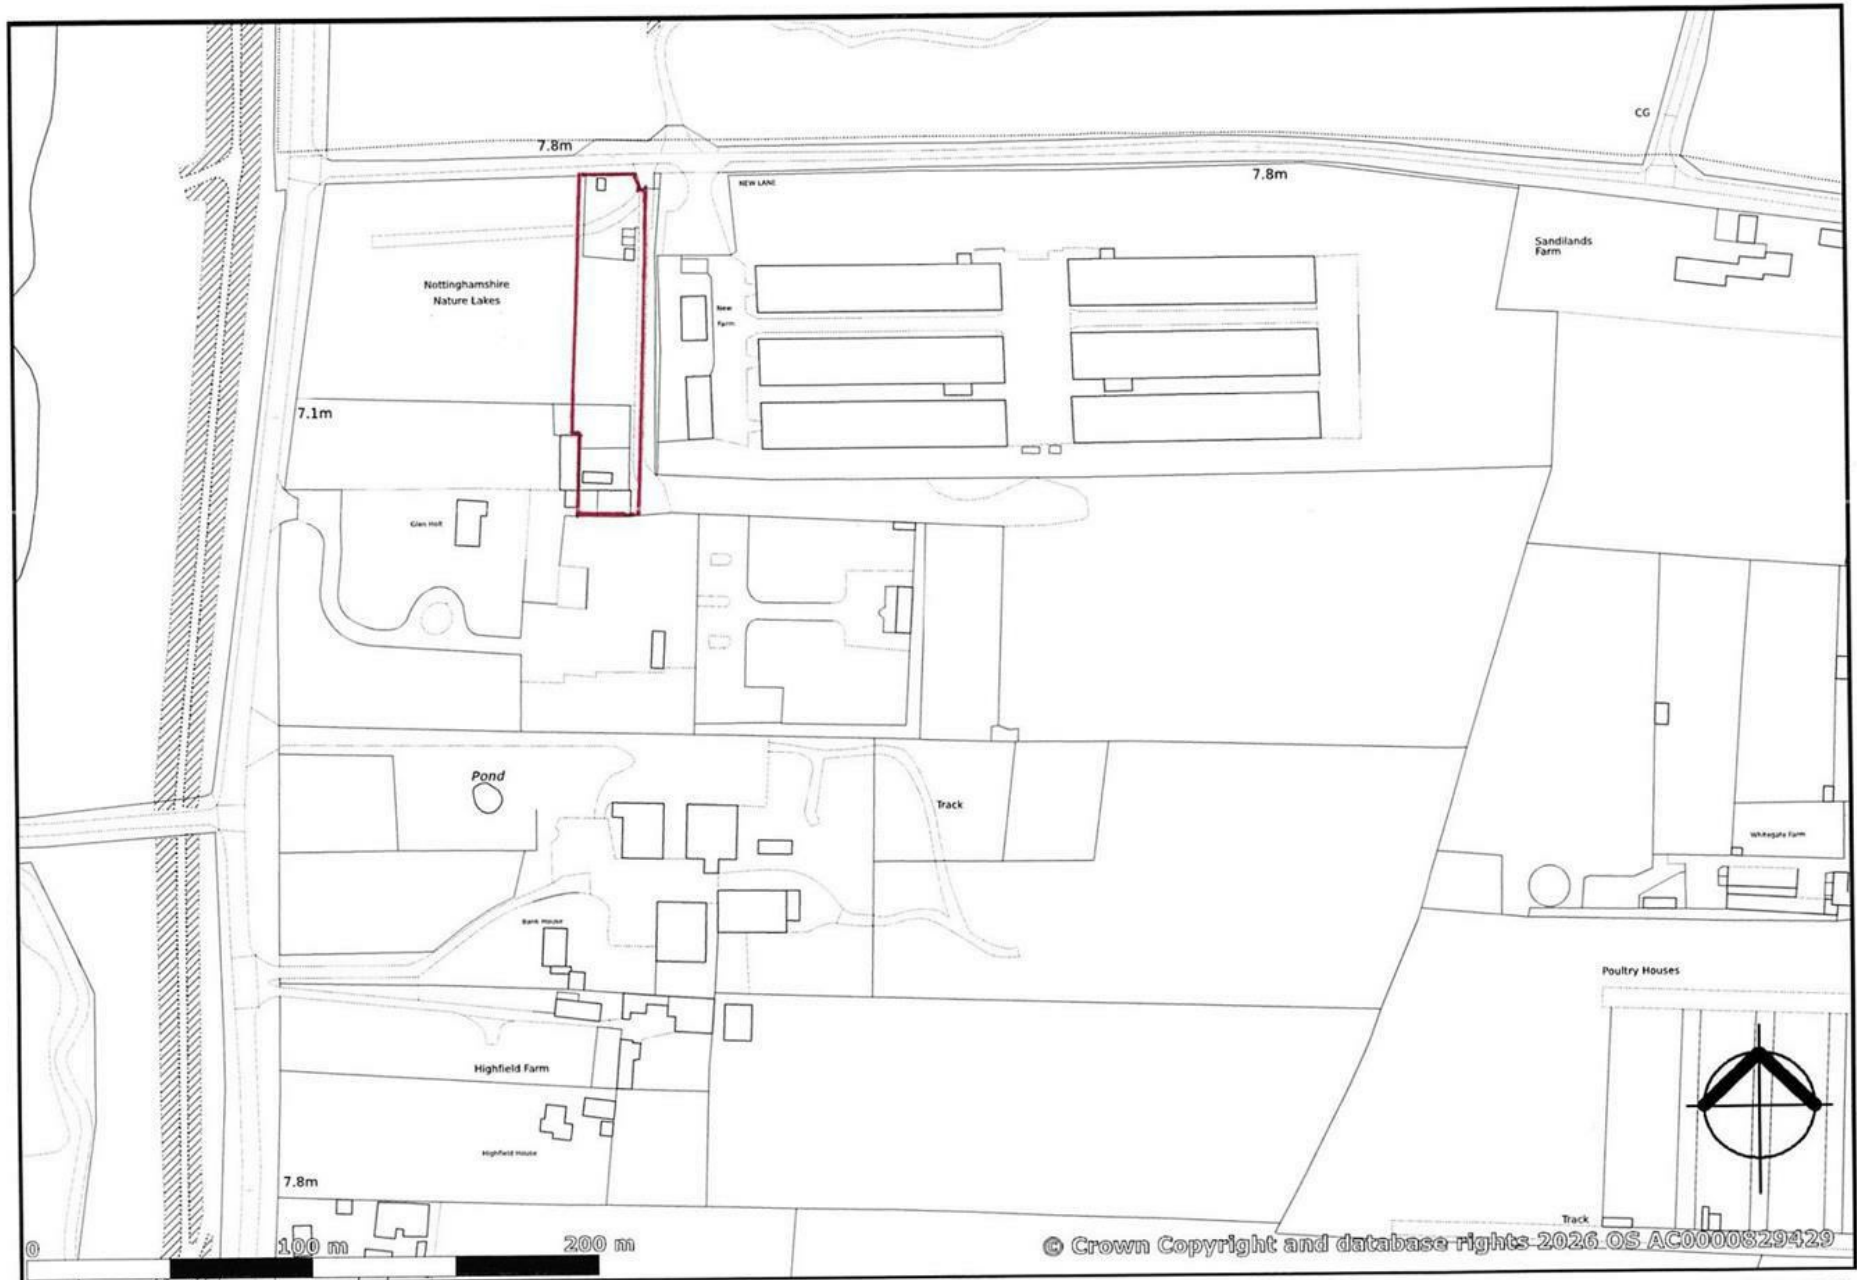 CG
7.8m
7.8m
NEW LANE
Sandilands
Farm
Nottinghamshire
Nature Lakes
New
Farm
7.1m
Glen Holt
Pond
Track
Whitegate Farm
Bank House
Poultry Houses
Highfield Farm
Highfield House
7.8m
Track
0
100 m
200 m
© Crown Copyright and database rights 2026 OS AC0000829429